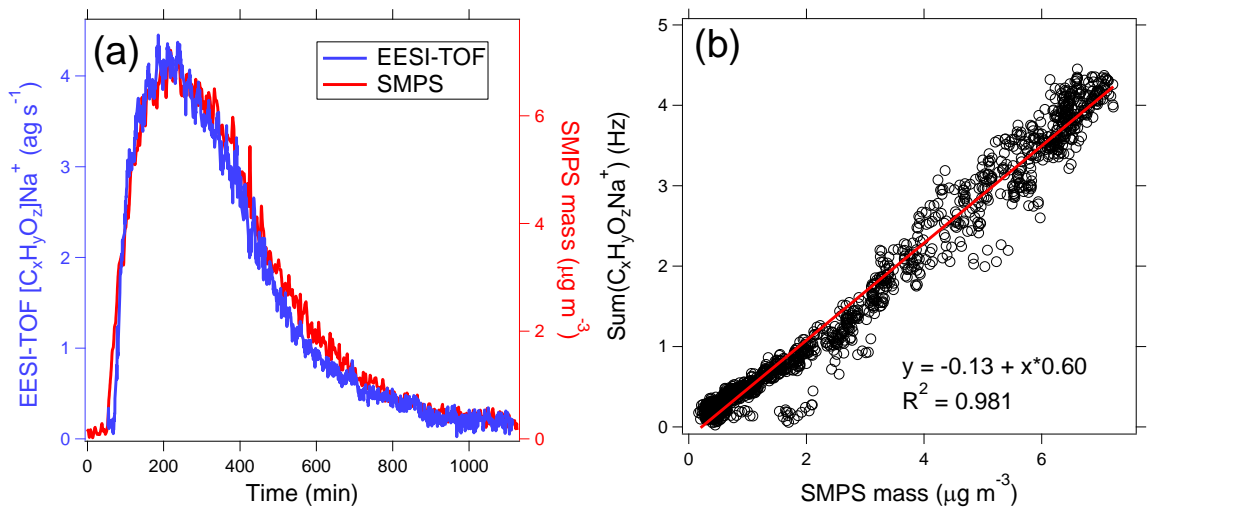 (a)
EESI-TOF
SMPS
EESI-TOF [CxHyOz]Na+ (ag s-1)
4
3
2
1
0
SMPS mass (μg m-3)
6
4
2
0
0 200 400 600 800 1000
Time (min)
(b)
Sum(CxHyOzNa+) (Hz)
5
4
3
2
1
0
y = -0.13 + x*0.60
R2 = 0.981
0 2 4 6
SMPS mass (μg m-3)